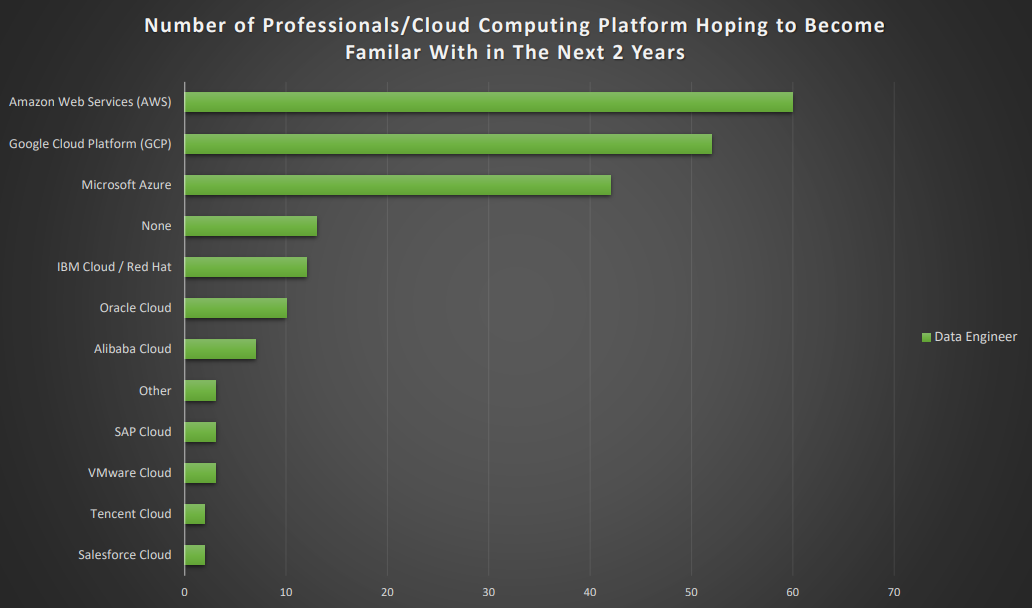 Number of Professionals/Cloud Computing Platform Hoping to Become
Familar With in The Next 2 Years
Amazon Web Services (AWS)
Google Cloud Platform (GCP)
Microsoft Azure
None
IBM Cloud / Red Hat
Oracle Cloud
Alibaba Cloud
Other
SAP Cloud
VMware Cloud
Tencent Cloud
Salesforce Cloud
0 10 20 30 40 50 60 70
Data Engineer